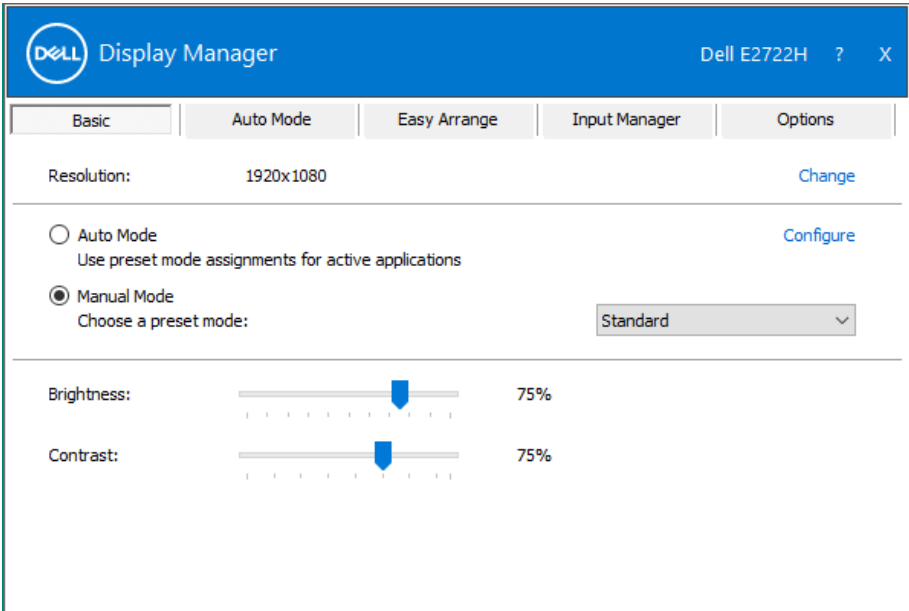 DELL Display Manager Dell E2722H ? X
Basic Auto Mode Easy Arrange Input Manager Options
Resolution: 1920x1080 Change
Auto Mode Configure
Use preset mode assignments for active applications
Manual Mode
Choose a preset mode: Standard
Brightness: 75%
Contrast: 75%